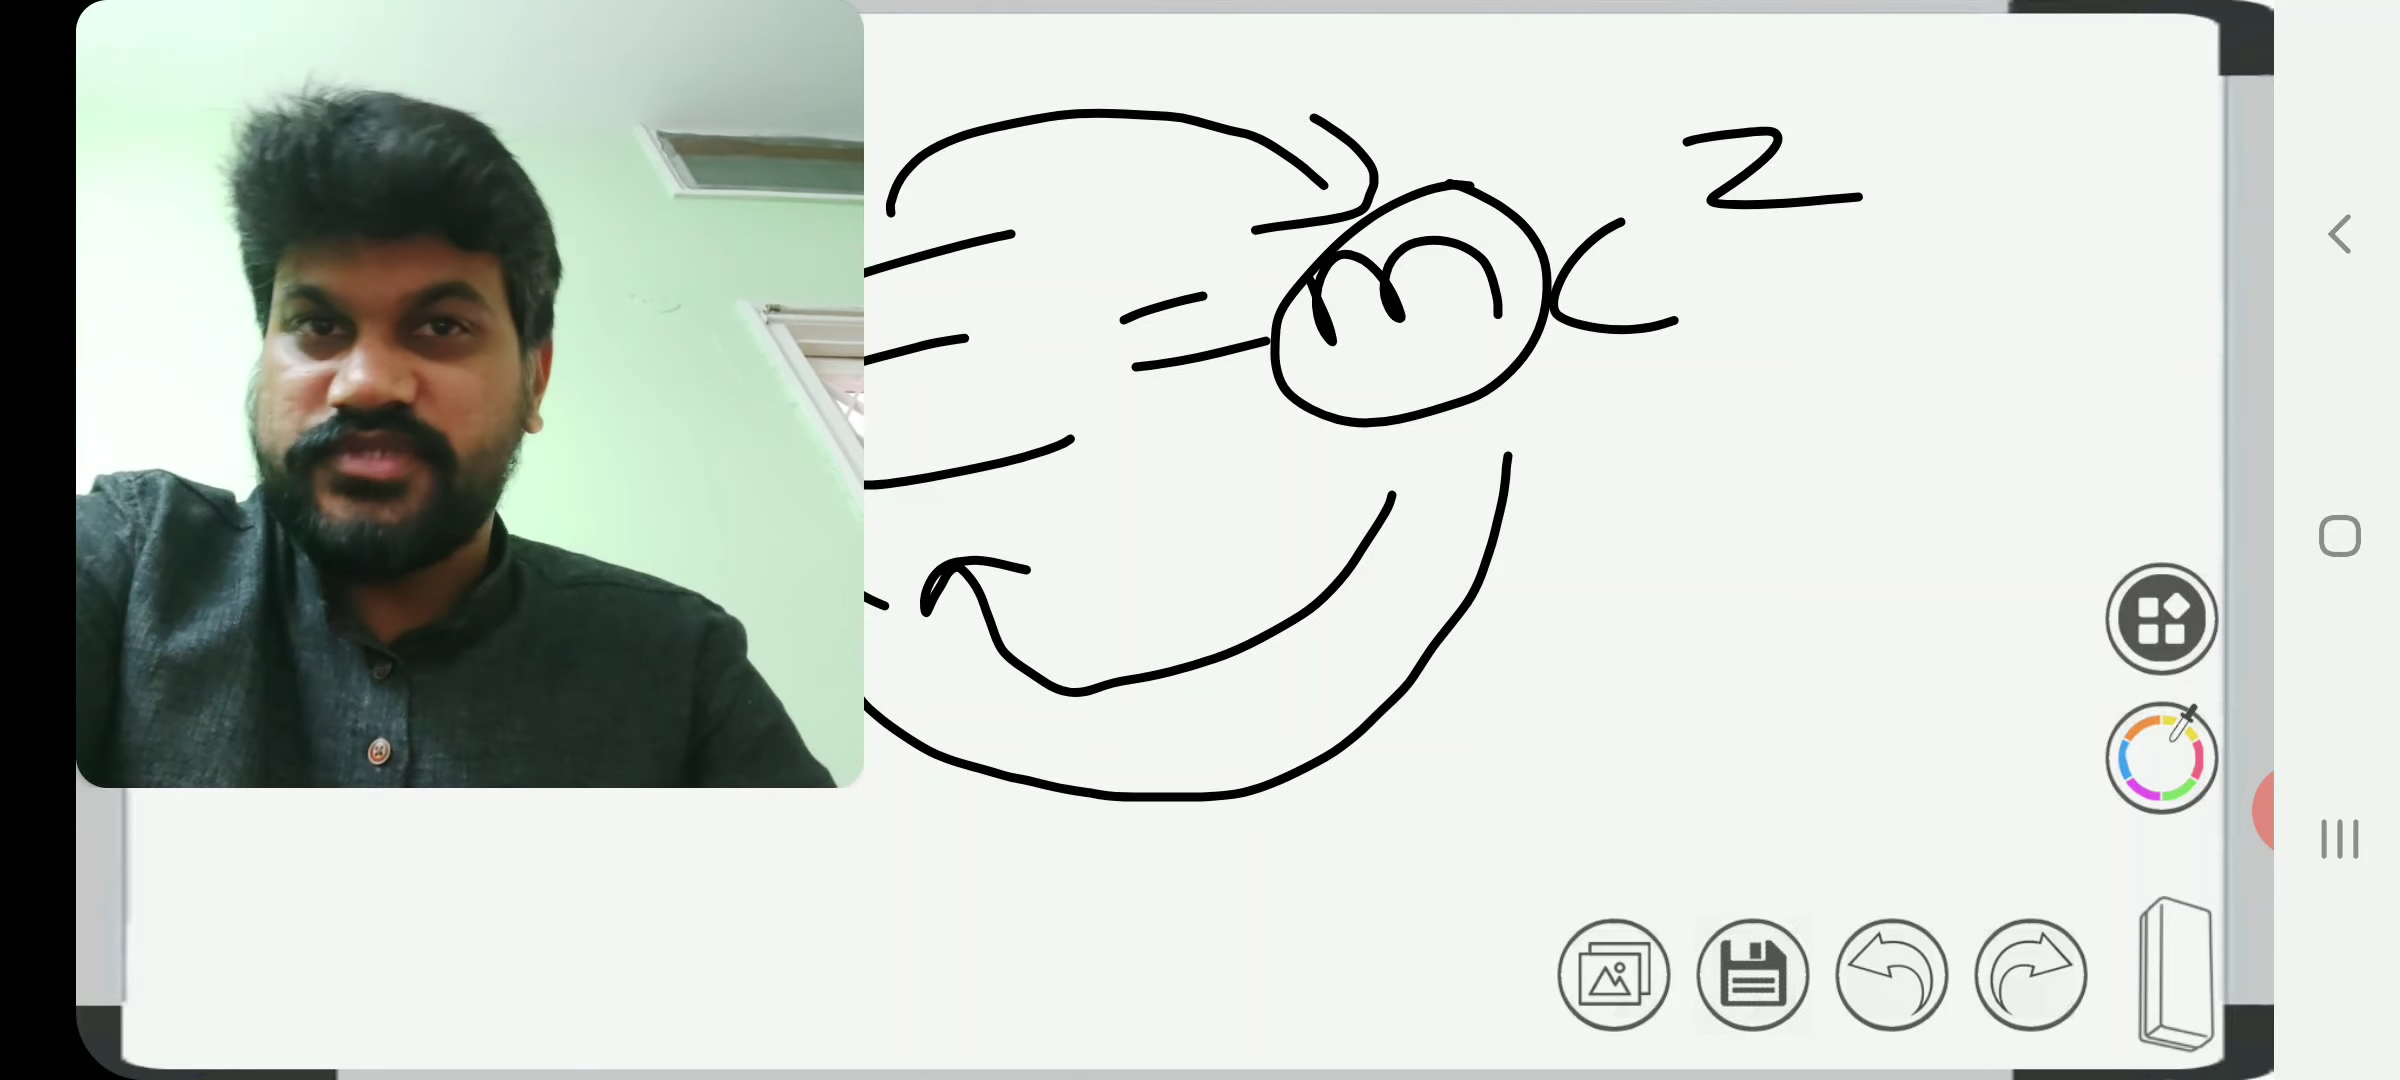 = mc²